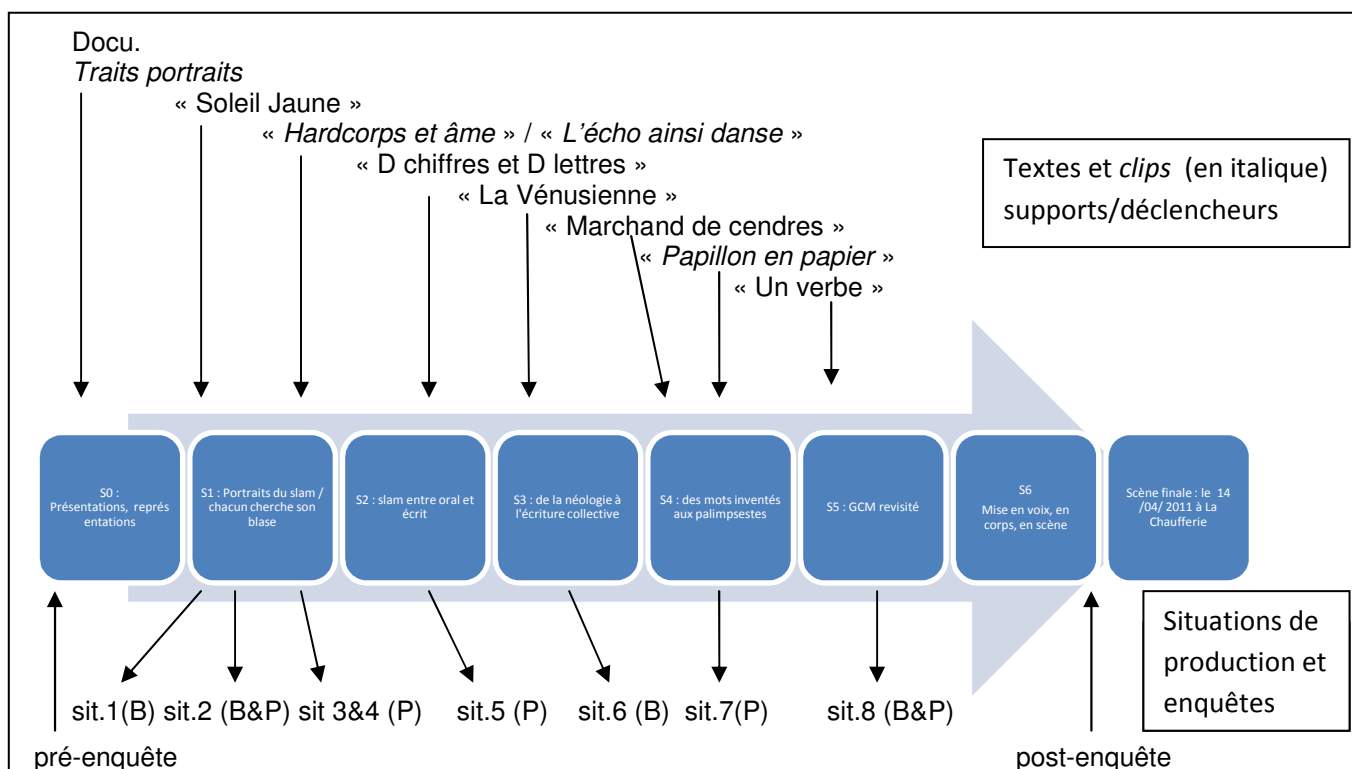 Docu.
Traits portraits
« Soleil Jaune »
« Hardcorps et âme » / « L'écho ainsi danse »
« D chiffres et D lettres »
« La Vénusienne »
« Marchand de cendres »
« Papillon en papier »
« Un verbe »
Textes et clips (en italique)
supports/déclencheurs
S0 :
Présentations, représ
entations
S1 : Portraits du slam /
chacun cherche son
blase
S2 : slam entre oral et
écrit
S3 : de la néologie à
l'écriture collective
S4 : des mots inventés
aux palimpsestes
S5 : GCM revisité
S6
Mise en voix, en
corps, en scène
Scène finale : le 14
/04/ 2011 à La
Chaufferie
Situations de
production et
enquêtes
sit.1(B) sit.2 (B&P) sit 3&4 (P) sit.5 (P) sit.6 (B) sit.7(P) sit.8 (B&P)
pré-enquête post-enquête